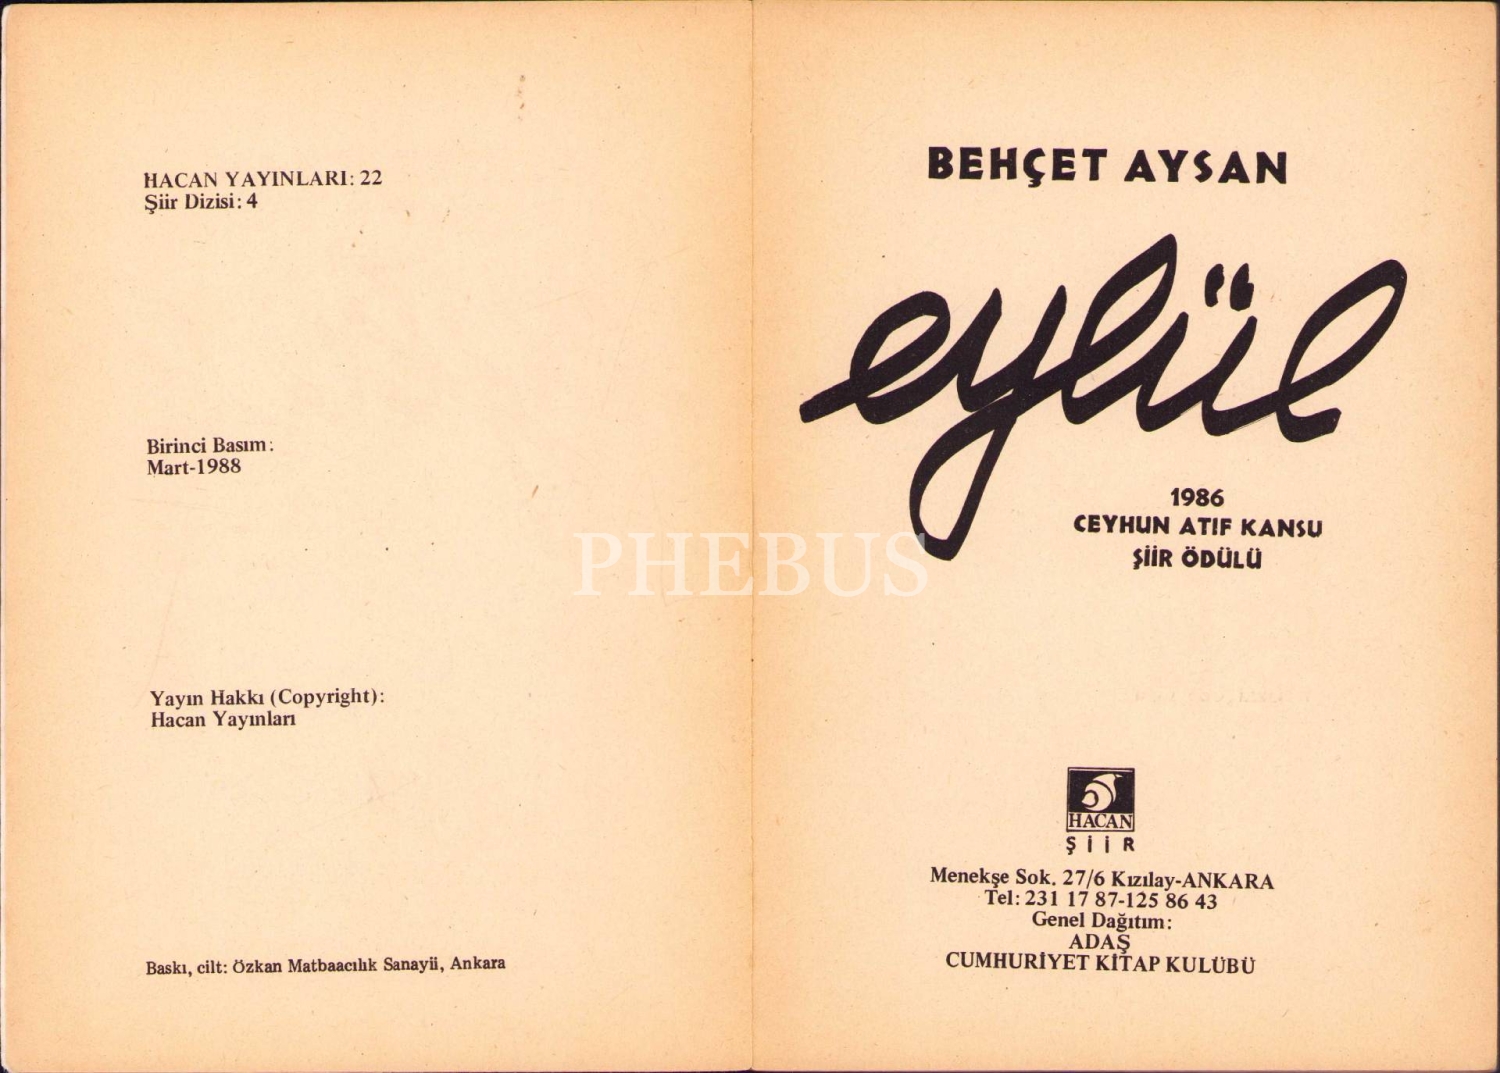 HACAN YAYINLARI: 22
Şiir Dizisi: 4
Birinci Basım:
Mart-1988
Yayın Hakkı (Copyright):
Hacan Yayınları
Baskı, cilt: Özkan Matbaacılık Sanayii, Ankara
BEHÇET AYSAN
eylül
1986
CEYHUN ATIF KANSU
ŞİİR ÖDÜLÜ
PHEBUS
HACAN
ŞİİR
Menekşe Sok. 27/6 Kızılay-ANKARA
Tel: 231 17 87-125 86 43
Genel Dağıtım:
ADAŞ
CUMHURİYET KİTAP KULÜBÜ